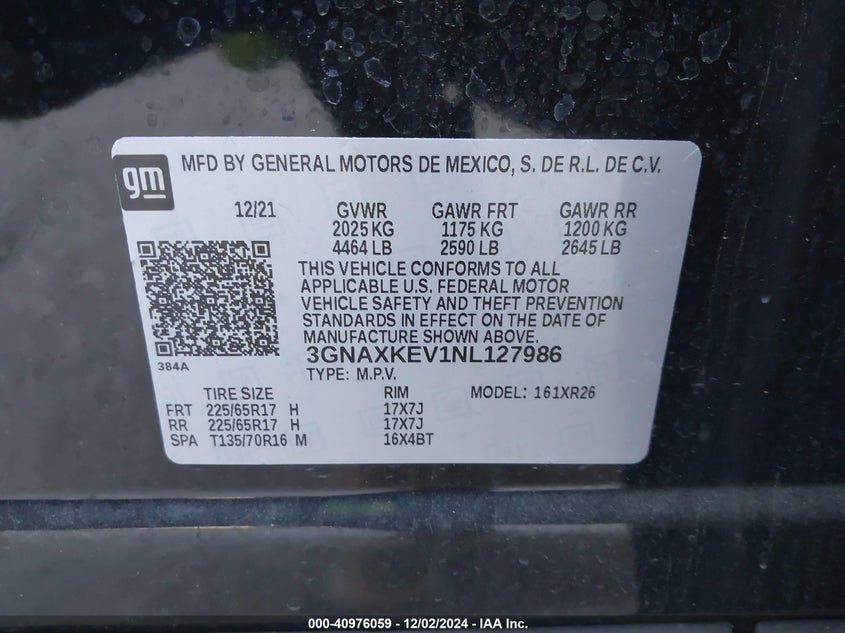 gm
MFD BY GENERAL MOTORS DE MEXICO, S. DE R.L. DE C.V.
12/21 GVWR GAWR FRT GAWR RR
2025 KG 1175 KG 1200 KG
4464 LB 2590 LB 2645 LB
THIS VEHICLE CONFORMS TO ALL
APPLICABLE U.S. FEDERAL MOTOR
VEHICLE SAFETY AND THEFT PREVENTION
STANDARDS IN EFFECT ON THE DATE OF
MANUFACTURE SHOWN ABOVE.
3GNAXKEV1NL127986
384A
TYPE: M.P.V.
TIRE SIZE RIM MODEL: 161XR26
FRT 225/65R17 H 17X7J
RR 225/65R17 H 17X7J
SPA T135/70R16 M 16X4BT
000-40976059 - 12/02/2024 - IAA Inc.